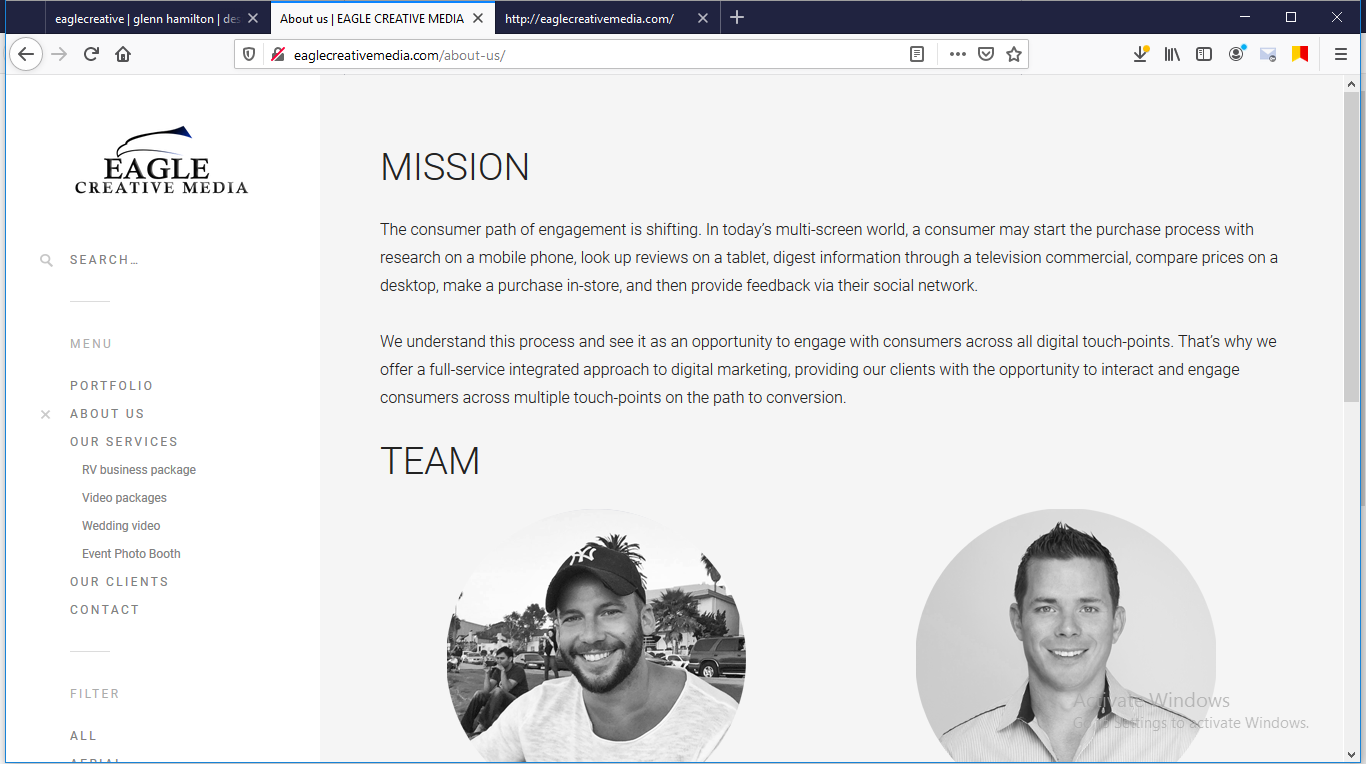 eaglecreative | glenn hamilton | des
About us | EAGLE CREATIVE MEDIA
http://eaglecreativemedia.com/
eaglecreativemedia.com/about-us/
EAGLE
CREATIVE MEDIA
SEARCH…
MENU
PORTFOLIO
ABOUT US
OUR SERVICES
RV business package
Video packages
Wedding video
Event Photo Booth
OUR CLIENTS
CONTACT
FILTER
ALL
AERIAL
MISSION
The consumer path of engagement is shifting. In today’s multi-screen world, a consumer may start the purchase process with
research on a mobile phone, look up reviews on a tablet, digest information through a television commercial, compare prices on a
desktop, make a purchase in-store, and then provide feedback via their social network.
We understand this process and see it as an opportunity to engage with consumers across all digital touch-points. That’s why we
offer a full-service integrated approach to digital marketing, providing our clients with the opportunity to interact and engage
consumers across multiple touch-points on the path to conversion.
TEAM
NY
Activate Windows
Go to Settings to activate Windows.